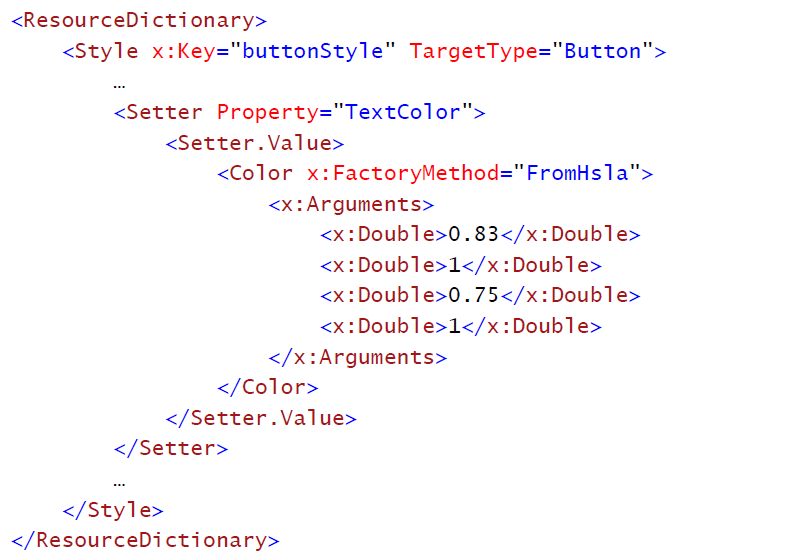 <ResourceDictionary>
    <Style x:Key="buttonStyle" TargetType="Button">
        …
        <Setter Property="TextColor">
            <Setter.Value>
                <Color x:FactoryMethod="FromHsla">
                    <x:Arguments>
                        <x:Double>0.83</x:Double>
                        <x:Double>1</x:Double>
                        <x:Double>0.75</x:Double>
                        <x:Double>1</x:Double>
                    </x:Arguments>
                </Color>
            </Setter.Value>
        </Setter>
        …
    </Style>
</ResourceDictionary>